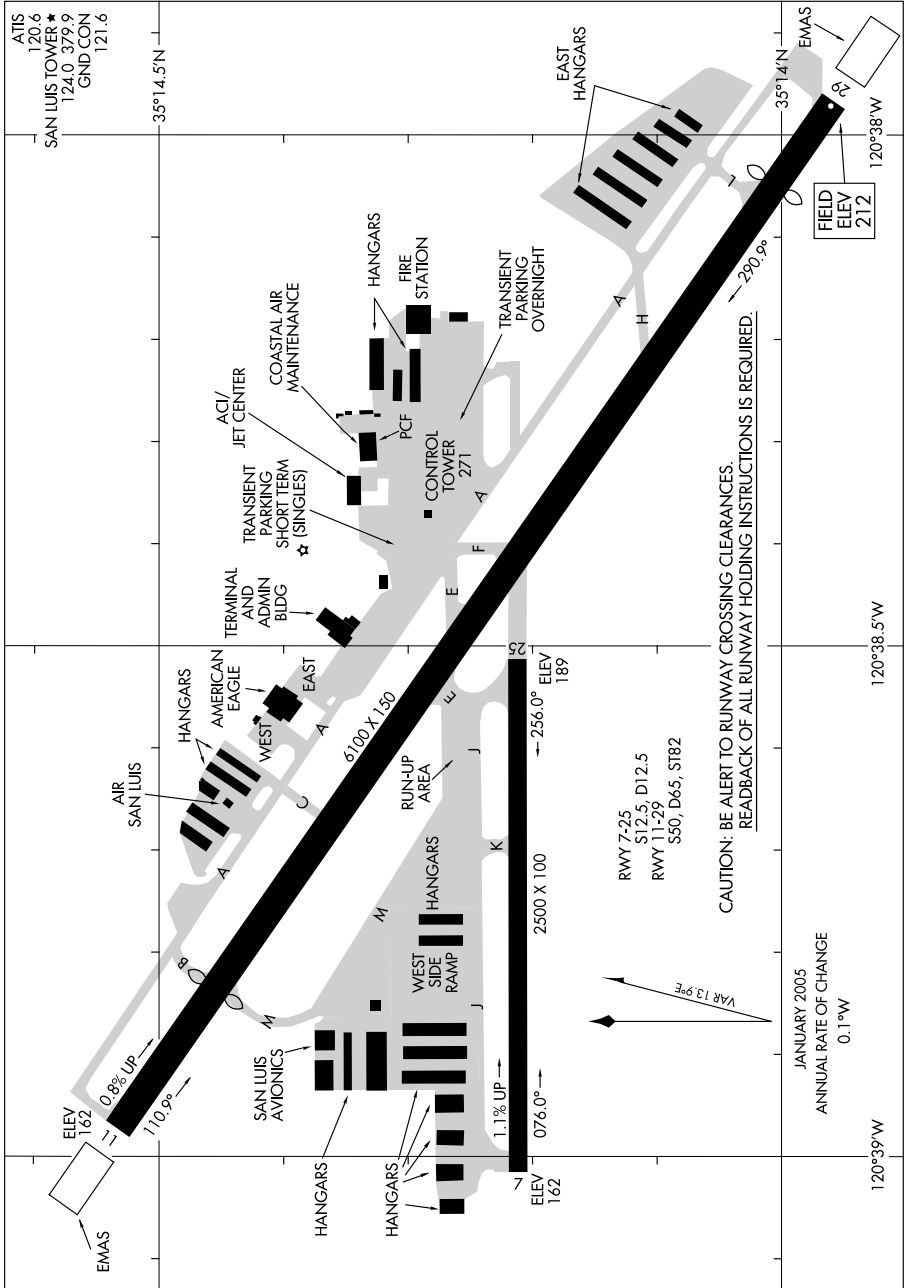 ATIS
120.6
SAN LUIS TOWER ★
124.0 379.9
GND CON
121.6
35°14.5'N
35°14'N
EMAS
29
EAST
HANGARS
FIELD
ELEV
212
120°38'W
L
← 290.9°
A
H
HANGARS
FIRE
STATION
COASTAL AIR
MAINTENANCE
ACI/
JET CENTER
PCF
TRANSIENT
PARKING
OVERNIGHT
CONTROL
TOWER
271
TRANSIENT
PARKING
SHORT TERM
(SINGLES)
A
F
E
TERMINAL
AND
ADMIN
BLDG
HANGARS
AMERICAN
EAGLE
EAST
WEST
AIR
SAN LUIS
A
C
6100 X 150
E
25
ELEV
189
← 256.0°
J
RUN-UP
AREA
K
120°38.5'W
A
B
M
M
HANGARS
WEST
SIDE
RAMP
J
2500 X 100
RWY 7-25
S12.5, D12.5
RWY 11-29
S50, D65, ST82
CAUTION: BE ALERT TO RUNWAY CROSSING CLEARANCES.
READBACK OF ALL RUNWAY HOLDING INSTRUCTIONS IS REQUIRED.
0.8% UP →
110.9° →
ELEV
162
11
EMAS
SAN LUIS
AVIONICS
HANGARS
HANGARS
1.1% UP →
076.0° →
7
ELEV
162
VAR 13.9°E
JANUARY 2005
ANNUAL RATE OF CHANGE
0.1°W
120°39'W